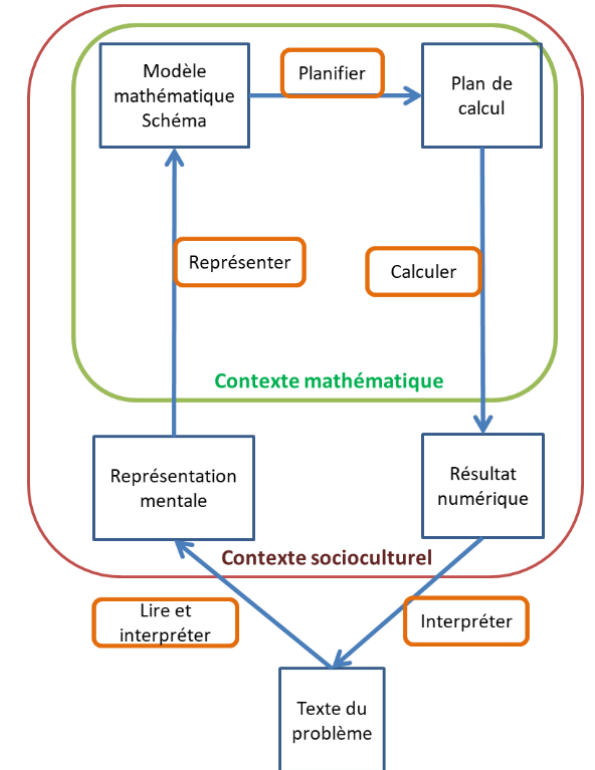 Modèle
mathématique
Schéma
Planifier
Plan de
calcul
Représenter
Calculer
Contexte mathématique
Représentation
mentale
Résultat
numérique
Contexte socioculturel
Lire et
interpréter
Interpréter
Texte du
problème